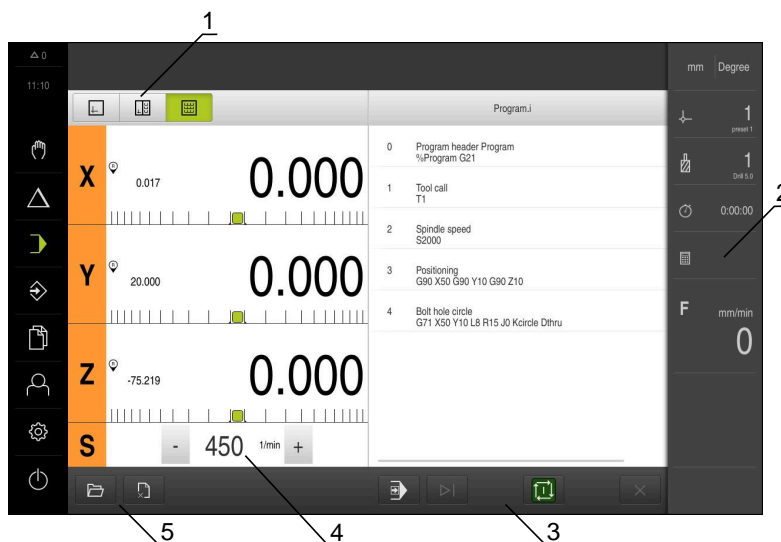 1
0
11:10
mm Degree
Program.i
1
preset 1
X
R
0.017
0.000
0 Program header Program
%Program G21
1 Tool call
T1
1
Drill 5.0
2
0:00:00
2 Spindle speed
S2000
Y
R
20.000
0.000
3 Positioning
G90 X50 G90 Y10 G90 Z10
4 Bolt hole circle
G71 X50 Y10 L8 R15 J0 Kcircle Dthru
F mm/min
0
Z
R
-75.219
0.000
S - 450 1/min +
5
4
3